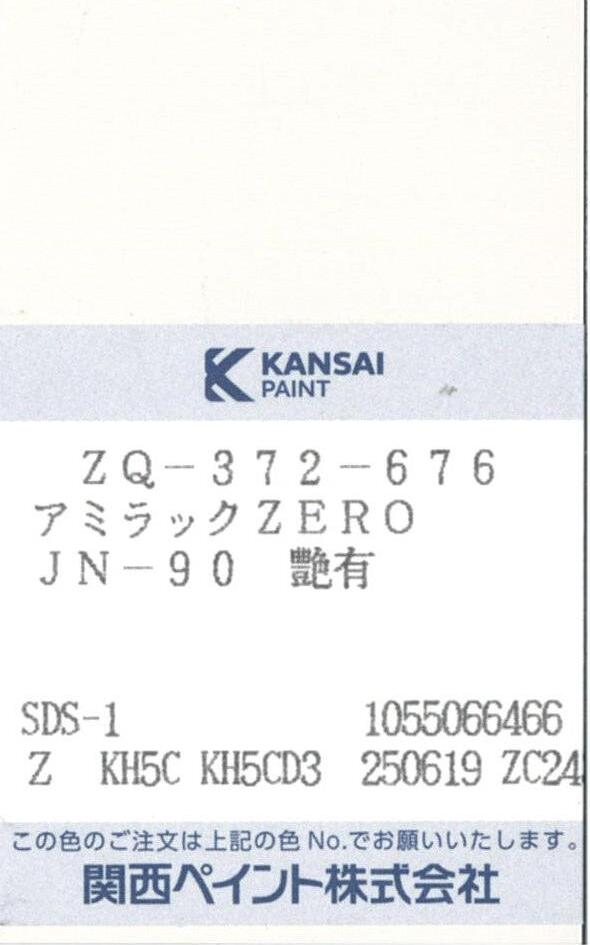 KANSAI
PAINT
ZQ-372-676
アミラックZERO
JN-90 艶有
SDS-1 1055066466
Z KH5C KH5CD3 250619 ZC24
この色のご注文は上記の色No.でお願いいたします。
関西ペイント株式会社